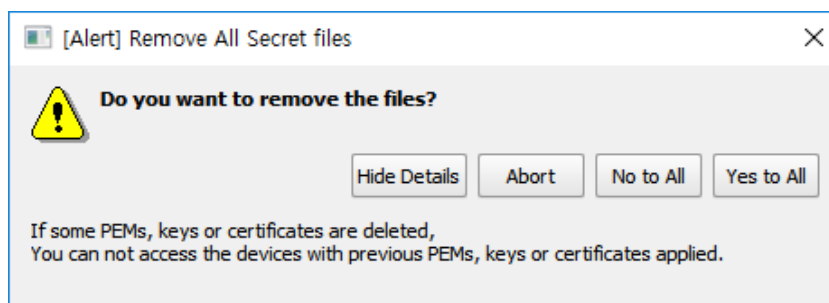 [Alert] Remove All Secret files
Do you want to remove the files?
Hide Details Abort No to All Yes to All
If some PEMs, keys or certificates are deleted,
You can not access the devices with previous PEMs, keys or certificates applied.